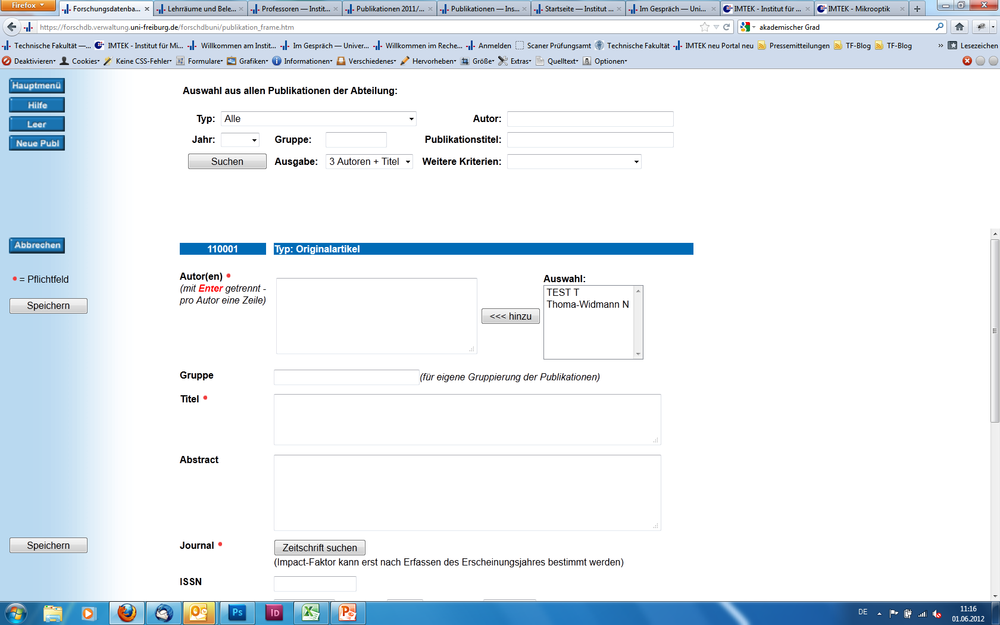 Firefox
Forschungsdatenba...
Lehrräume und Bele...
Professoren — Instit...
Publikationen 2011/...
Publikationen — Ins...
Startseite — Institut ...
Im Gespräch — Uni...
IMTEK - Institut für ...
IMTEK - Mikrooptik
https://forschdb.verwaltung.uni-freiburg.de/forschdbuni/publikation_frame.htm
akademischer Grad
Technische Fakultät —...
IMTEK - Institut für Mi...
Willkommen am Instit...
Im Gespräch — Univer...
Willkommen im Reche...
Anmelden
Scaner Prüfungsamt
Technische Fakultät
IMTEK neu Portal neu
Pressemitteilungen
TF-Blog
TF-Blog
»
Lesezeichen
Deaktivieren
Cookies
Keine CSS-Fehler
Formulare
Grafiken
Informationen
Verschiedenes
Hervorheben
Größe
Extras
Quelltext
Optionen
Hauptmenü
Hilfe
Leer
Neue Publ
Auswahl aus allen Publikationen der Abteilung:
Typ: Alle Autor:
Jahr: Gruppe: Publikationstitel:
Suchen Ausgabe: 3 Autoren + Titel Weitere Kriterien:
Abbrechen
110001 Typ: Originalartikel
= Pflichtfeld
Speichern
Autor(en)
(mit Enter getrennt -
pro Autor eine Zeile)
<<< hinzu
Auswahl:
TEST T
Thoma-Widmann N
Gruppe (für eigene Gruppierung der Publikationen)
Titel
Abstract
Speichern
Journal Zeitschrift suchen
(Impact-Faktor kann erst nach Erfassen des Erscheinungsjahres bestimmt werden)
ISSN
Ps
Id
DE
11:16
01.06.2012